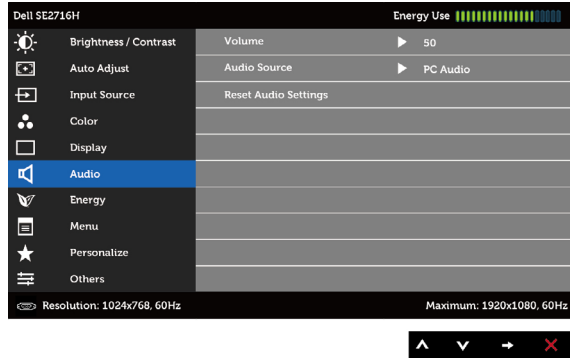 Dell SE2716H Energy Use
Brightness / Contrast Volume 50
Auto Adjust Audio Source PC Audio
Input Source Reset Audio Settings
Color
Display
Audio
Energy
Menu
Personalize
Others
Resolution: 1024x768, 60Hz Maximum: 1920x1080, 60Hz